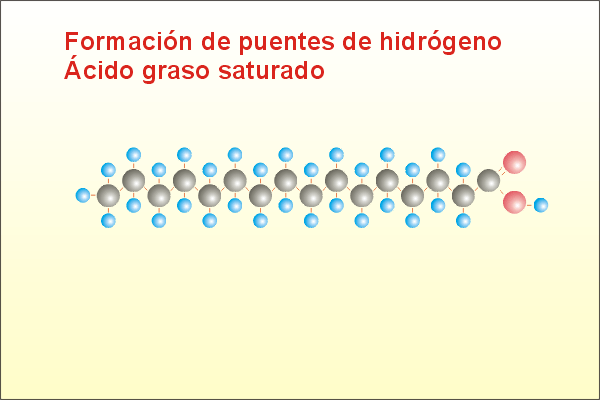 Formación de puentes de hidrógeno
Ácido graso saturado